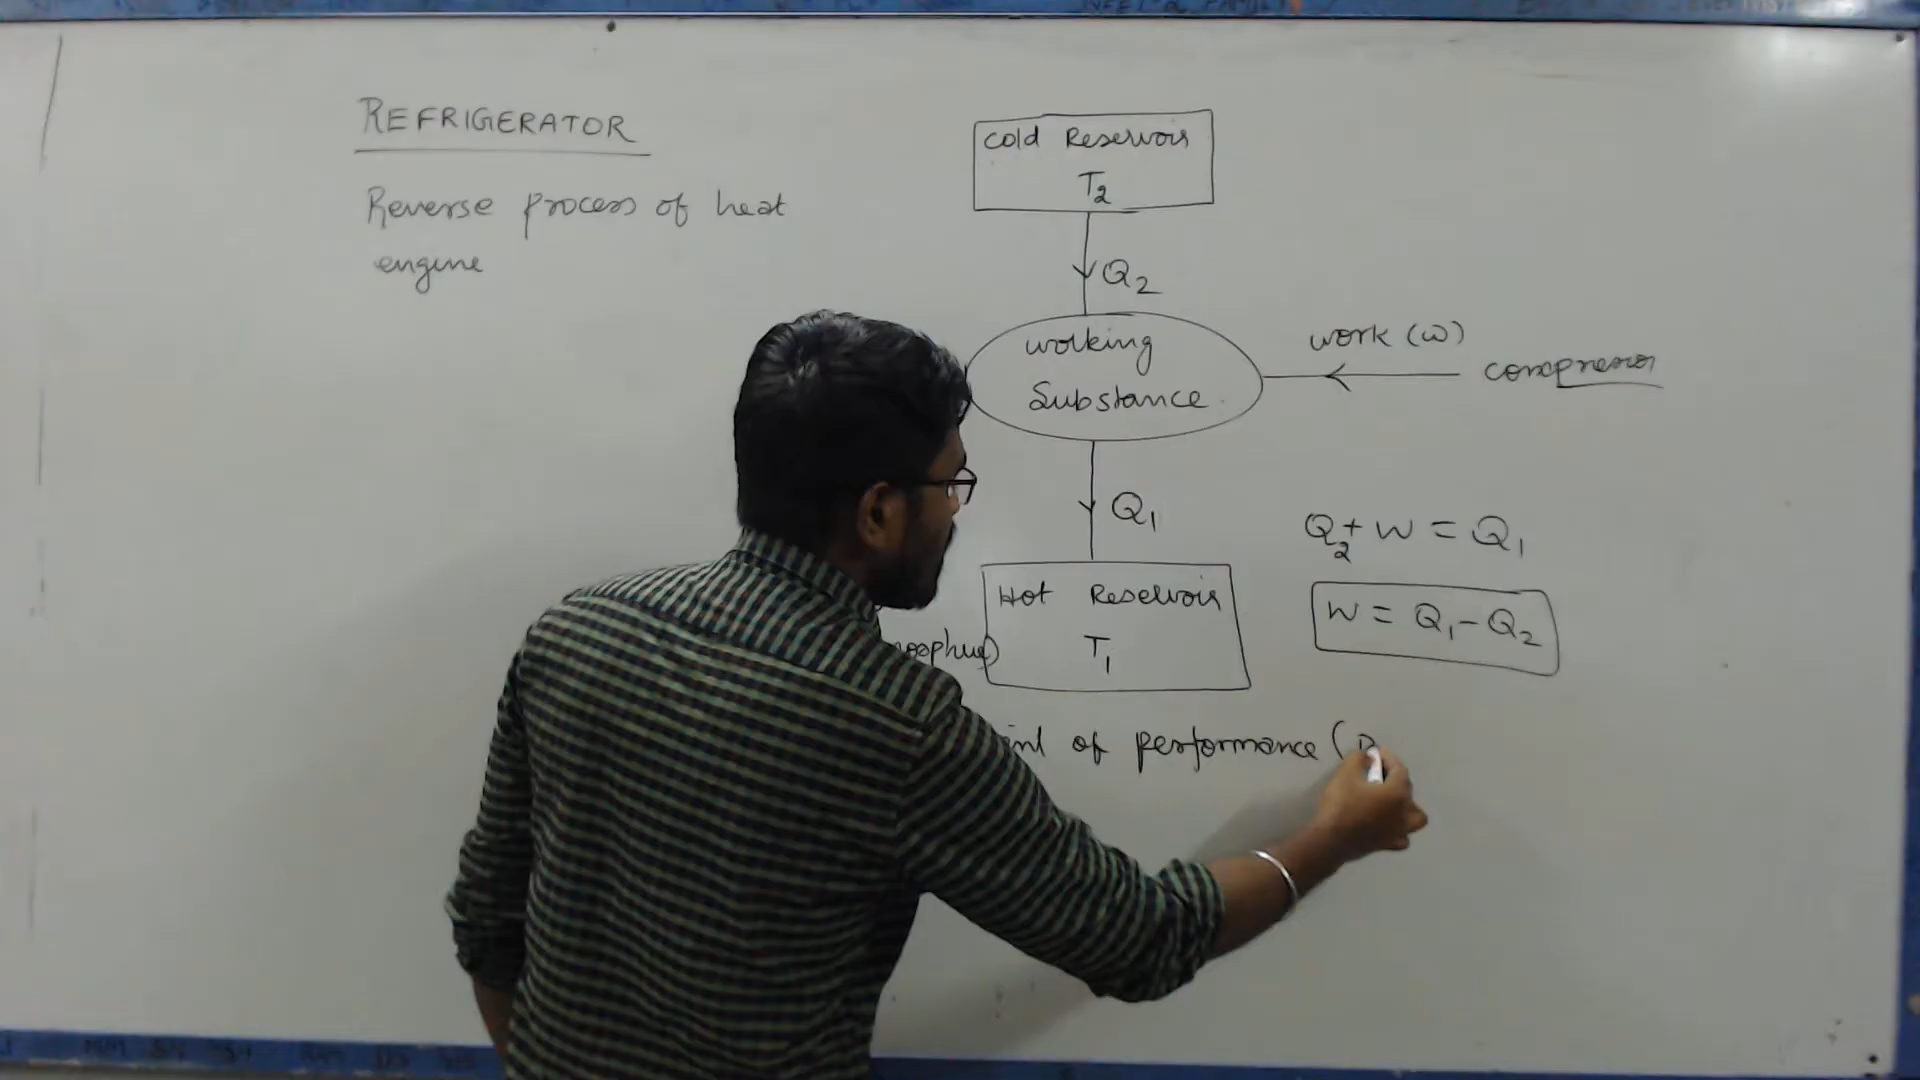 REFRIGERATOR
Reverse process of heat
engine
Cold Reservoir
T2
Q2
working
Substance
work (W)
compressor
Q1
Q2 + W = Q1
Hot Reservoir
T1
W = Q1 - Q2
of performance (